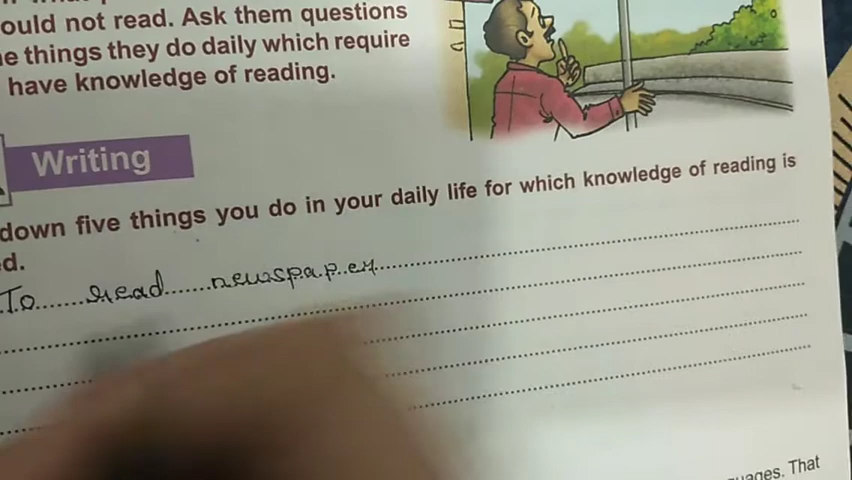 ould not read. Ask them questions
e things they do daily which require
have knowledge of reading.
Writing
down five things you do in your daily life for which knowledge of reading is
d.
To read newspaper
uages. That